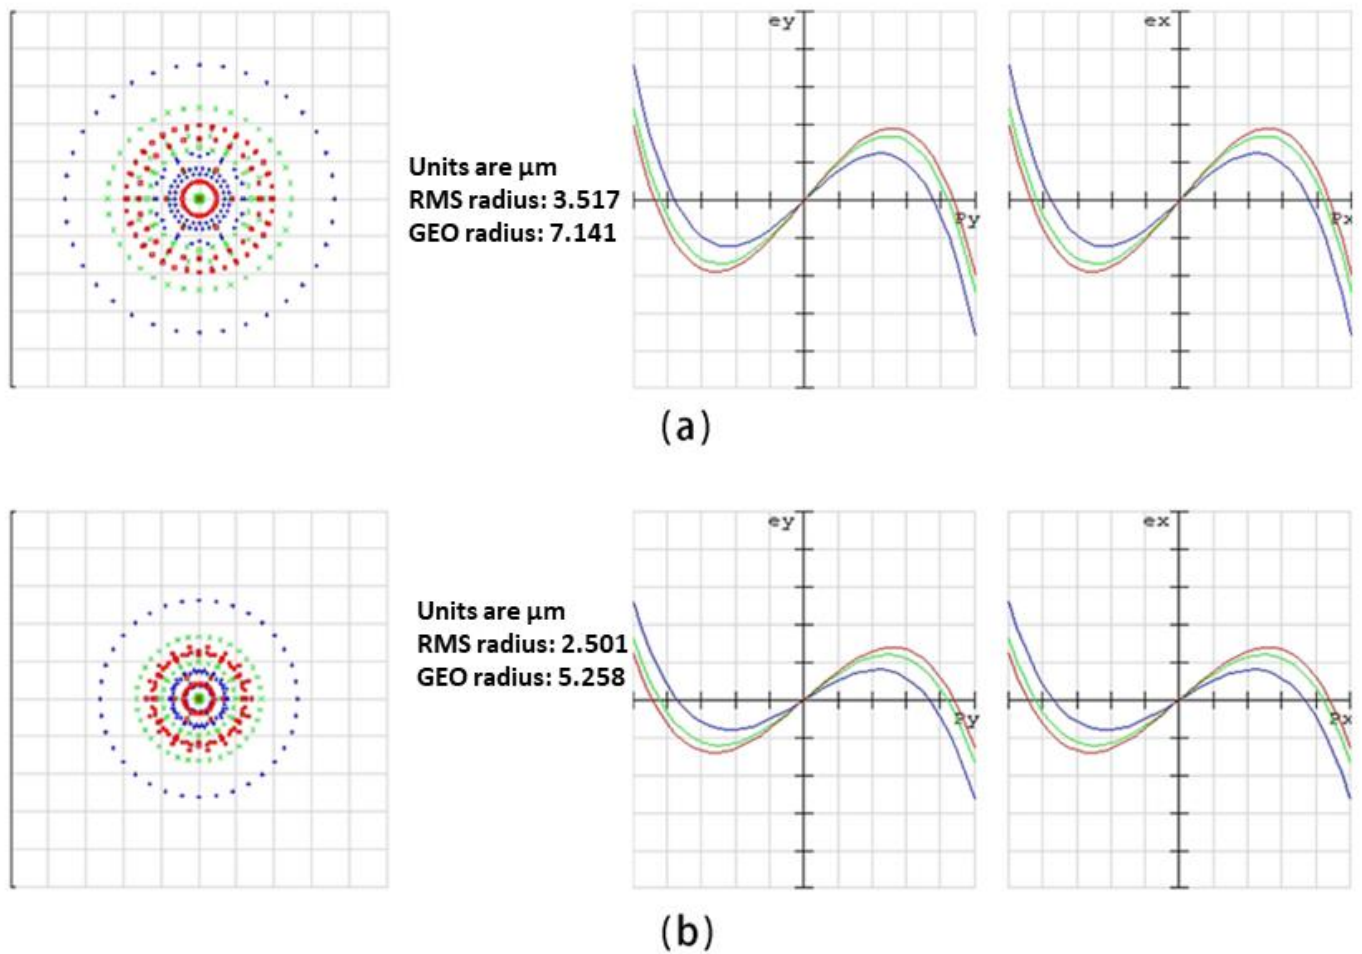 ey
ex
Units are μm
RMS radius: 3.517
GEO radius: 7.141
Py
Px
(a)
ey
ex
Units are μm
RMS radius: 2.501
GEO radius: 5.258
Py
Px
(b)